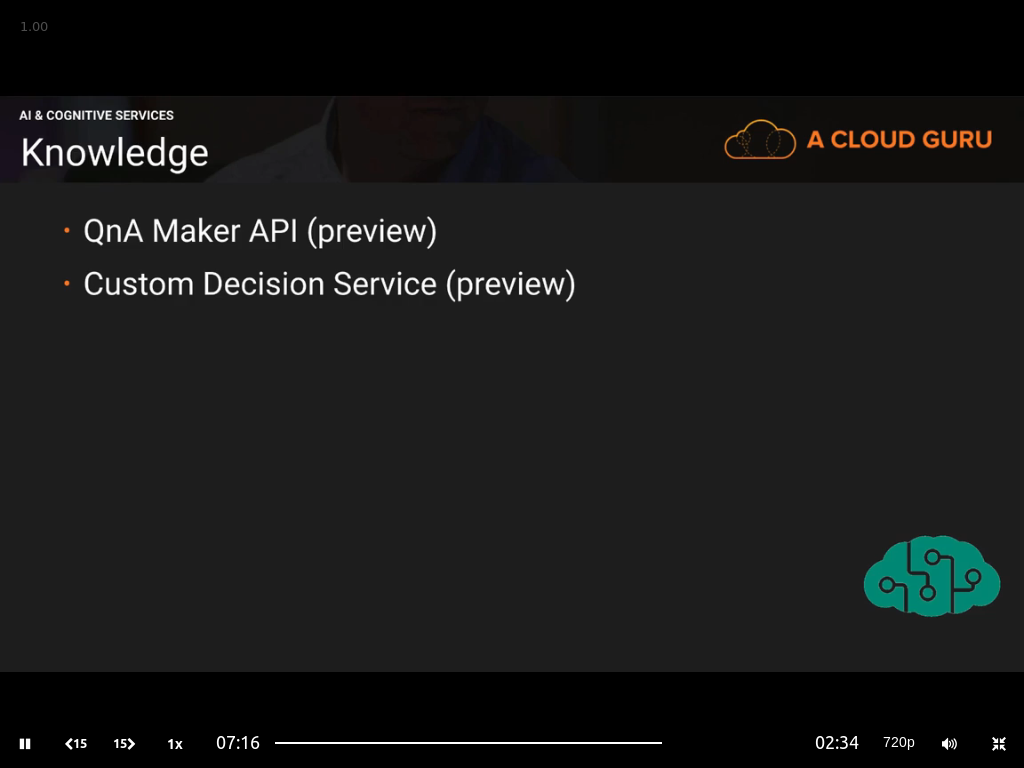 1.00
AI & COGNITIVE SERVICES
Knowledge
A CLOUD GURU
• QnA Maker API (preview)
• Custom Decision Service (preview)
15 15 1x 07:16 02:34 720p